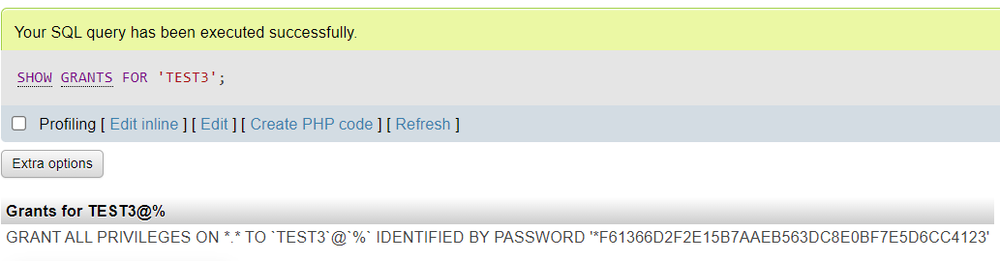 Your SQL query has been executed successfully.
SHOW GRANTS FOR 'TEST3';
Profiling [ Edit inline ] [ Edit ] [ Create PHP code ] [ Refresh ]
Extra options
Grants for TEST3@%
GRANT ALL PRIVILEGES ON *.* TO `TEST3`@`%` IDENTIFIED BY PASSWORD '*F61366D2F2E15B7AAEB563DC8E0BF7E5D6CC4123'